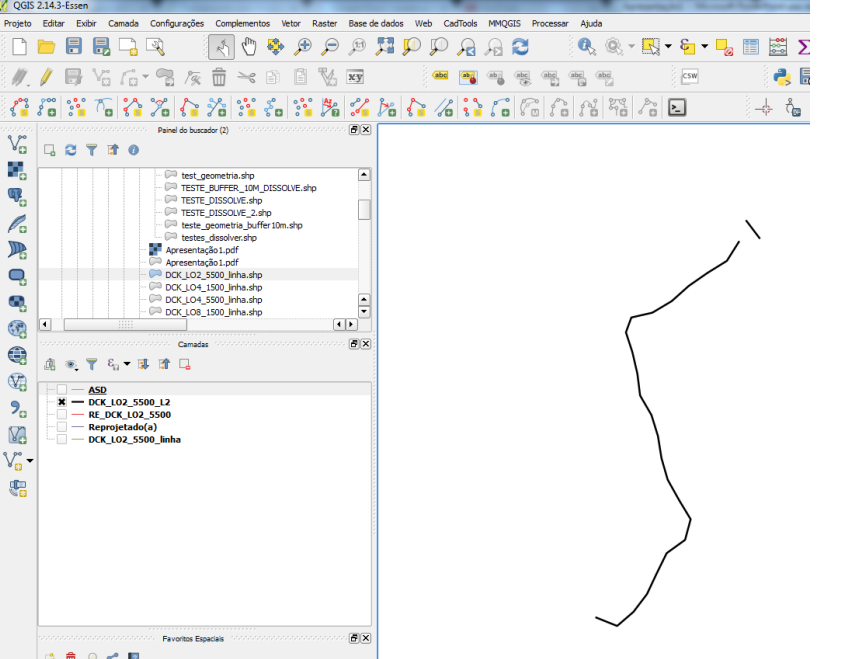 QGIS 2.14.3-Essen
Projeto Editar Exibir Camada Configurações Complementos Vetor Raster Base de dados Web CadTools MMQGIS Processar Ajuda
Painel do buscador (2)
test_geometria.shp
TESTE_BUFFER_10M_DISSOLVE.shp
TESTE_DISSOLVE.shp
TESTE_DISSOLVE_2.shp
teste_geometria_buffer10m.shp
testes_dissolver.shp
Apresentação1.pdf
Apresentação1.pdf
DCK_LO2_5500_linha.shp
DCK_LO4_1500_linha.shp
DCK_LO4_5500_linha.shp
DCK_LO8_1500_linha.shp
Camadas
ASD
DCK_LO2_5500_L2
RE_DCK_LO2_5500
Reprojetado(a)
DCK_LO2_5500_linha
Favoritos Espaciais